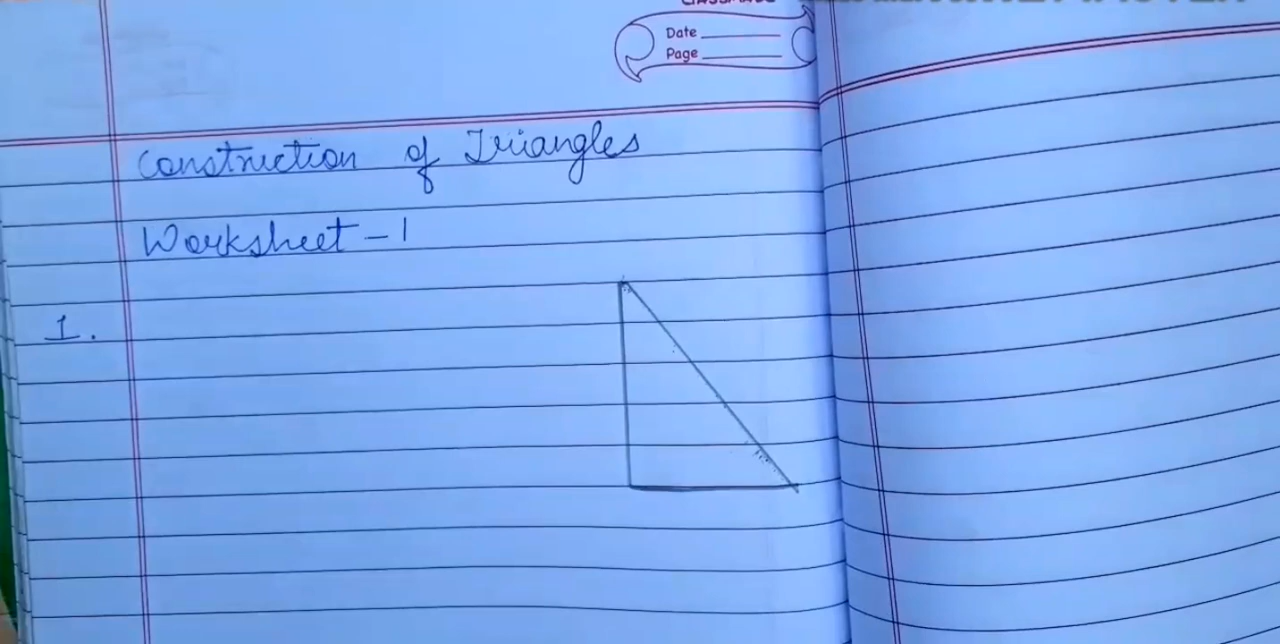 Date
Page
Construction of Triangles
Worksheet - 1
1.